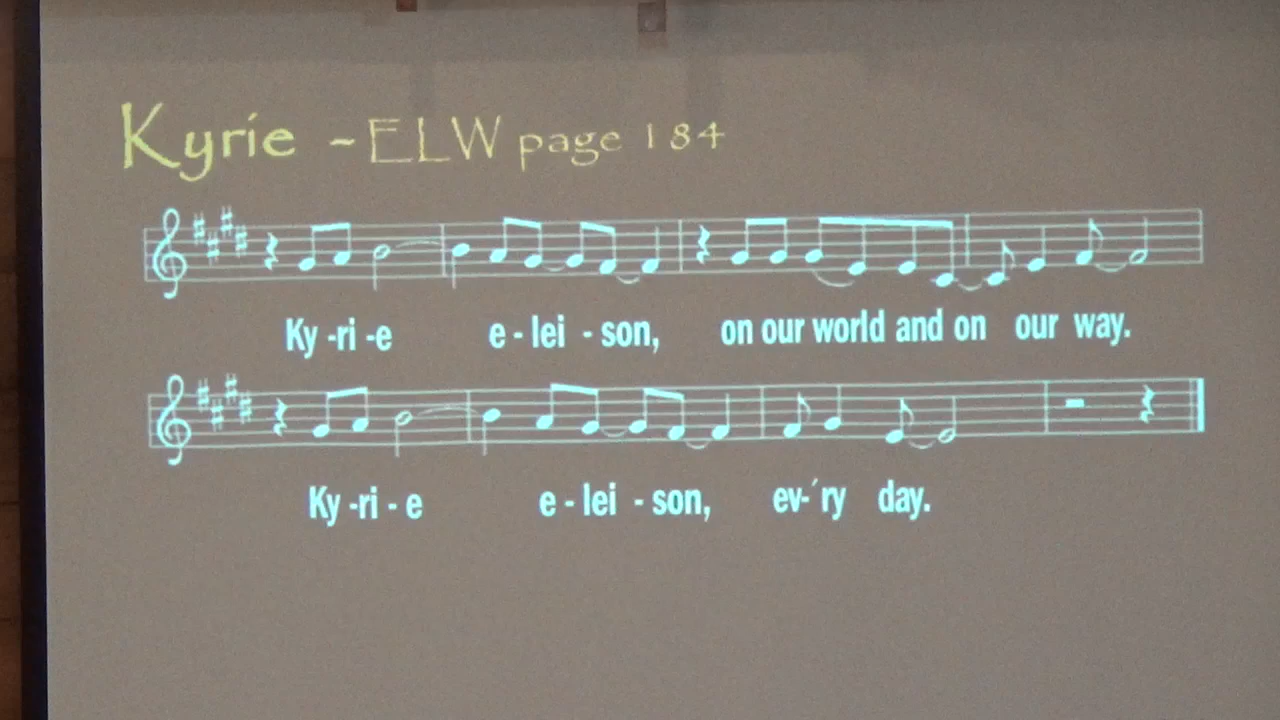 Kyrie - ELW page 184
Ky -ri -e e - lei - son, on our world and on our way.
Ky -ri - e e - lei - son, ev-´ry day.